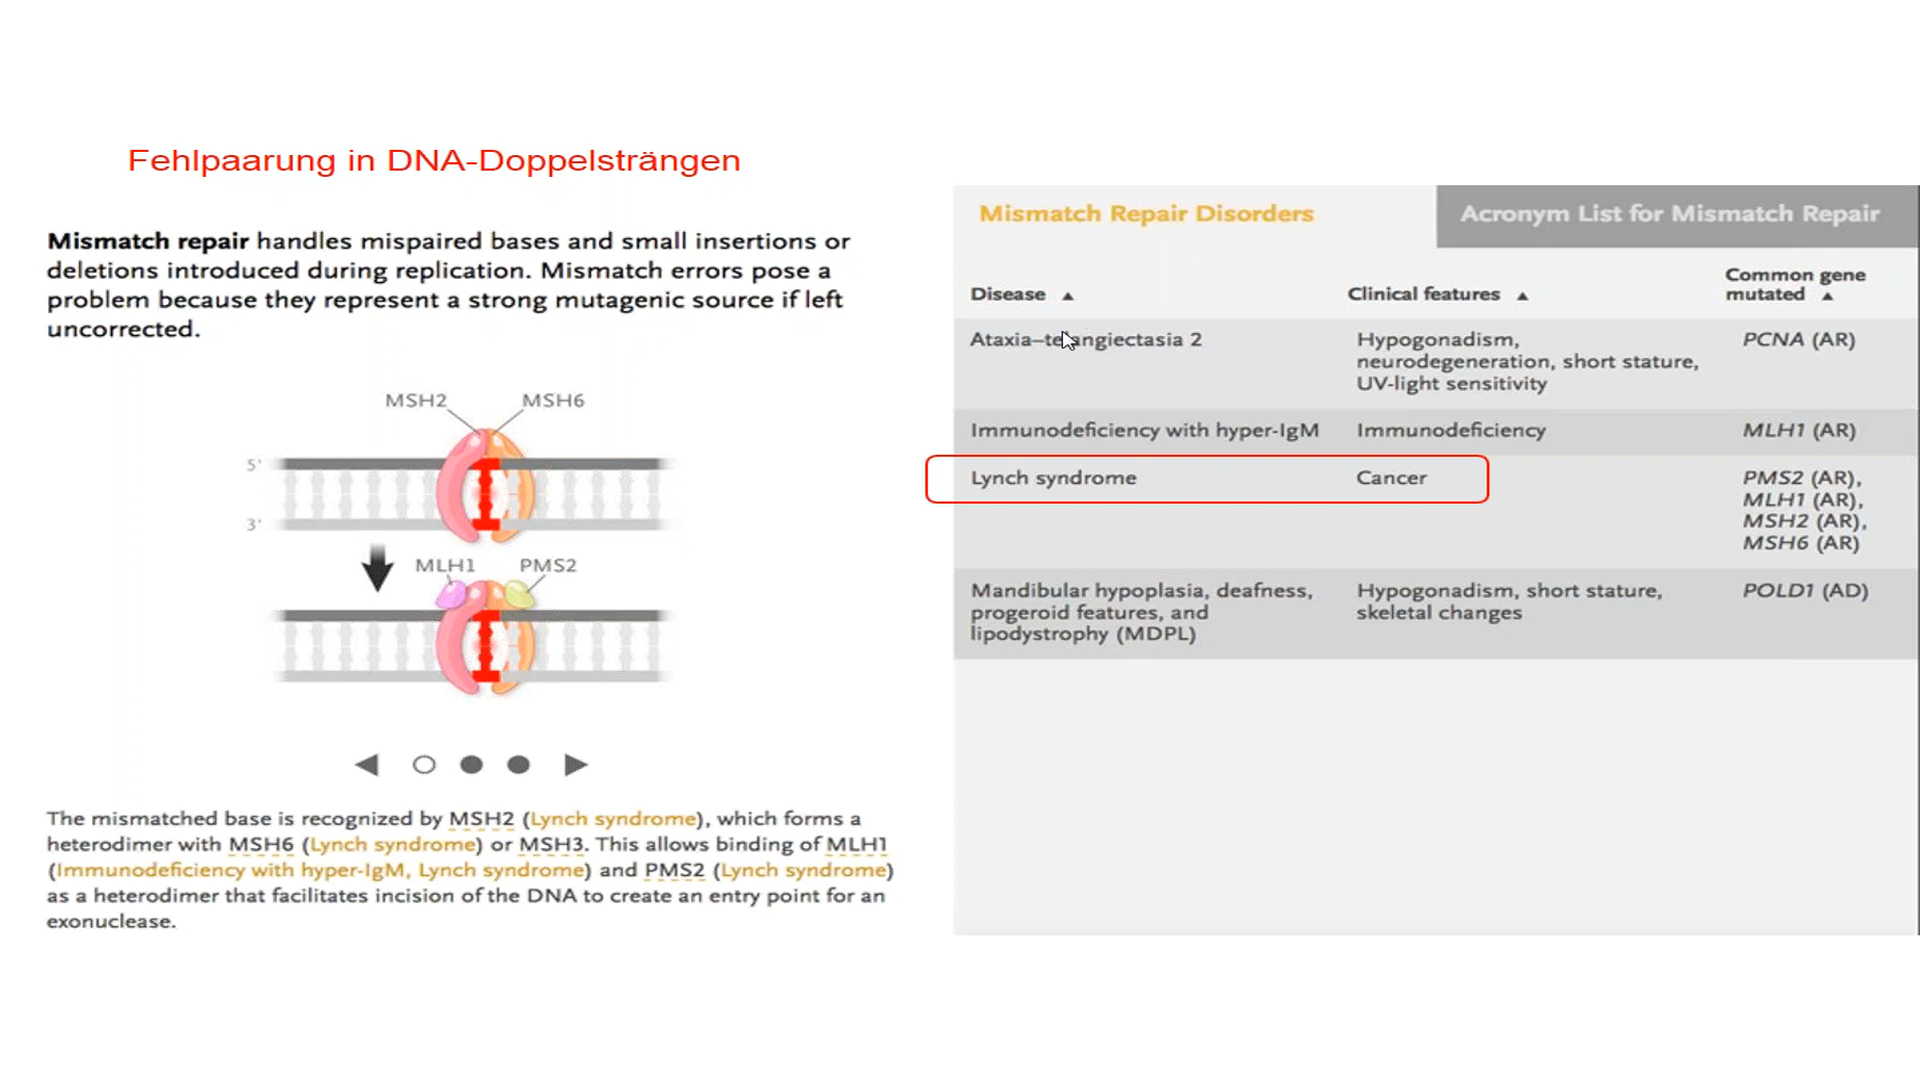 Fehlpaarung in DNA-Doppelsträngen
Mismatch repair handles mispaired bases and small insertions or
deletions introduced during replication. Mismatch errors pose a
problem because they represent a strong mutagenic source if left
uncorrected.
MSH2 MSH6
5'
3'
MLH1 PMS2
The mismatched base is recognized by MSH2 (Lynch syndrome), which forms a
heterodimer with MSH6 (Lynch syndrome) or MSH3. This allows binding of MLH1
(Immunodeficiency with hyper-IgM, Lynch syndrome) and PMS2 (Lynch syndrome)
as a heterodimer that facilitates incision of the DNA to create an entry point for an
exonuclease.
Mismatch Repair Disorders
Acronym List for Mismatch Repair
Disease ▲
Clinical features ▲
Common gene
mutated ▲
Ataxia–telangiectasia 2
Hypogonadism,
neurodegeneration, short stature,
UV-light sensitivity
PCNA (AR)
Immunodeficiency with hyper-IgM
Immunodeficiency
MLH1 (AR)
Lynch syndrome
Cancer
PMS2 (AR),
MLH1 (AR),
MSH2 (AR),
MSH6 (AR)
Mandibular hypoplasia, deafness,
progeroid features, and
lipodystrophy (MDPL)
Hypogonadism, short stature,
skeletal changes
POLD1 (AD)